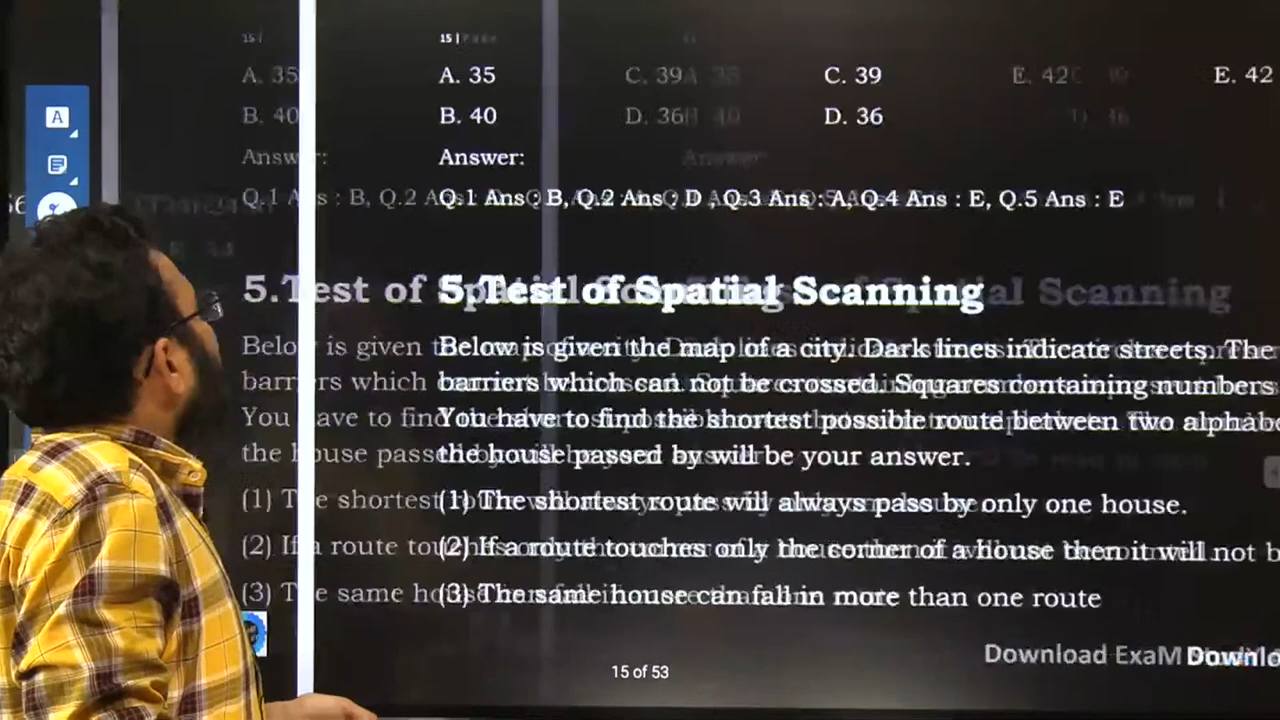 15 |
A. 35 C. 39 E. 42
B. 40 D. 36
Answer:
Q.1 Ans : B, Q.2 Ans : D , Q.3 Ans : A, Q.4 Ans : E, Q.5 Ans : E
5.Test of Spatial Scanning
Below is given the map of a city. Dark lines indicate streets. The
barriers which can not be crossed. Squares containing numbers
You have to find the shortest possible route between two
the house passed by will be your answer.
(1) The shortest route will always pass by only one house.
(2) If a route touches only the corner of a house then it will not
(3) The same house can fall in more than one route
Download ExaM
15 of 53